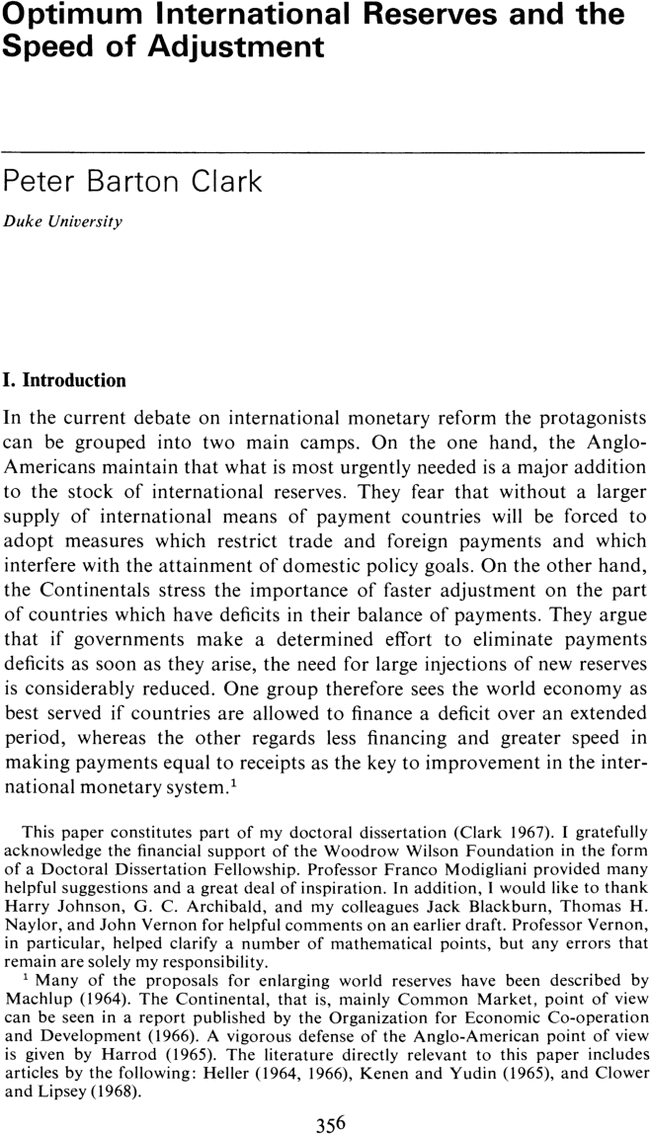 Optimum International Reserves and the
Speed of Adjustment
Peter Barton Clark
Duke University
I. Introduction
In the current debate on international monetary reform the protagonists
can be grouped into two main camps. On the one hand, the Anglo-
Americans maintain that what is most urgently needed is a major addition
to the stock of international reserves. They fear that without a larger
supply of international means of payment countries will be forced to
adopt measures which restrict trade and foreign payments and which
interfere with the attainment of domestic policy goals. On the other hand,
the Continentals stress the importance of faster adjustment on the part
of countries which have deficits in their balance of payments. They argue
that if governments make a determined effort to eliminate payments
deficits as soon as they arise, the need for large injections of new reserves
is considerably reduced. One group therefore sees the world economy as
best served if countries are allowed to finance a deficit over an extended
period, whereas the other regards less financing and greater speed in
making payments equal to receipts as the key to improvement in the inter-
national monetary system.¹
This paper constitutes part of my doctoral dissertation (Clark 1967). I gratefully
acknowledge the financial support of the Woodrow Wilson Foundation in the form
of a Doctoral Dissertation Fellowship. Professor Franco Modigliani provided many
helpful suggestions and a great deal of inspiration. In addition, I would like to thank
Harry Johnson, G. C. Archibald, and my colleagues Jack Blackburn, Thomas H.
Naylor, and John Vernon for helpful comments on an earlier draft. Professor Vernon,
in particular, helped clarify a number of mathematical points, but any errors that
remain are solely my responsibility.
¹ Many of the proposals for enlarging world reserves have been described by
Machlup (1964). The Continental, that is, mainly Common Market, point of view
can be seen in a report published by the Organization for Economic Co-operation
and Development (1966). A vigorous defense of the Anglo-American point of view
is given by Harrod (1965). The literature directly relevant to this paper includes
articles by the following: Heller (1964, 1966), Kenen and Yudin (1965), and Clower
and Lipsey (1968).
356